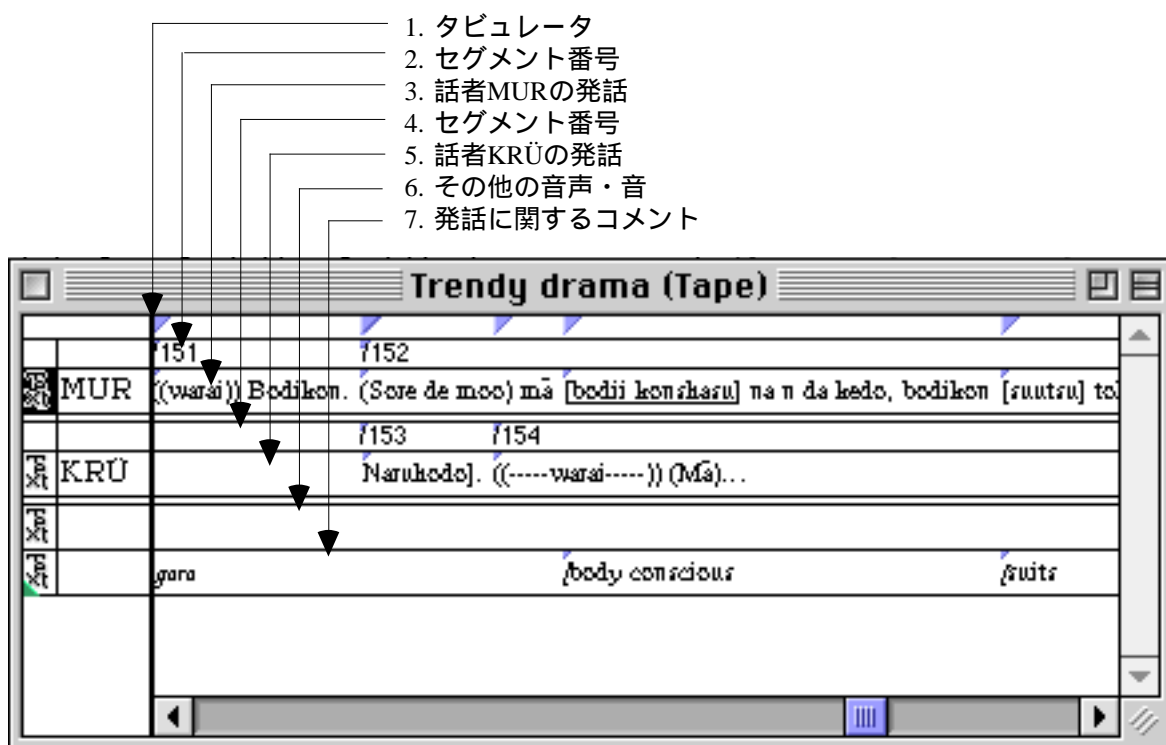 1. タビュレータ
2. セグメント番号
3. 話者MURの発話
4. セグメント番号
5. 話者KRÜの発話
6. その他の音声・音
7. 発話に関するコメント
Trendy drama (Tape)
151 152
MUR ((warai)) Bodikon. (Sore de moo) mā [bodii konshasu] na n da kedo, bodikon [suutsu] to
153 154
KRÜ Naruhodo]. ((-----warai-----)) (Mā)...
Text
Text gara body conscious suits